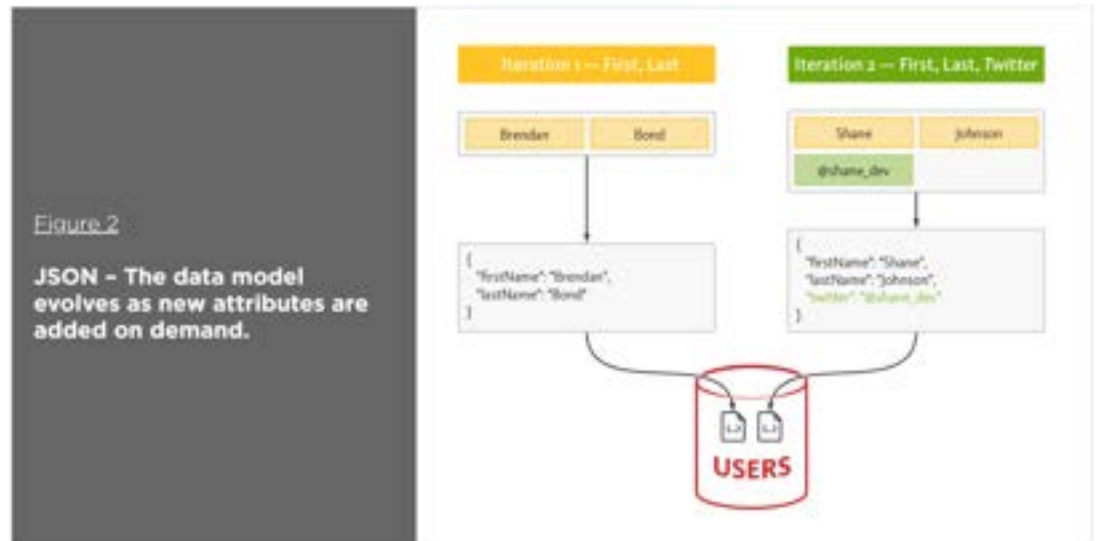 Figure 2
JSON – The data model
evolves as new attributes are
added on demand.
Iteration 1 — First, Last
Brendan
Bond
{
"firstName": "Brendan",
"lastName": "Bond"
}
Iteration 2 — First, Last, Twitter
Shane
Johnson
@shane_dev
{
"firstName": "Shane",
"lastName": "Johnson",
"twitter": "@shane_dev"
}
USERS